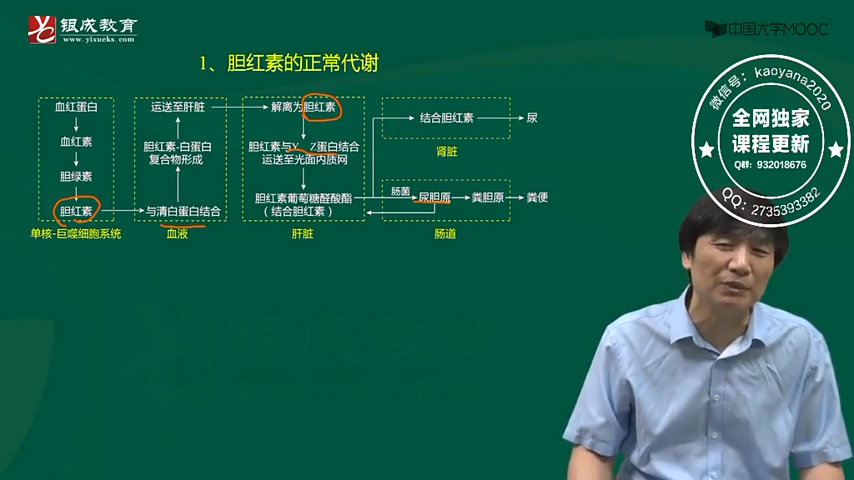 银成教育
www.yixueks.com
中国大学MOOC
1、胆红素的正常代谢
微信号：kaoyana2020
全网独家
课程更新
Q群：932018676
QQ：2735393382
血红蛋白
血红素
胆绿素
胆红素
单核-巨噬细胞系统
运送至肝脏
胆红素-白蛋白
复合物形成
与清白蛋白结合
血液
解离为胆红素
胆红素与Y、Z蛋白结合
运送至光面内质网
胆红素葡萄糖醛酸酯
（结合胆红素）
肝脏
结合胆红素
尿
肾脏
肠菌
尿胆原
粪胆原
粪便
肠道
银成教育